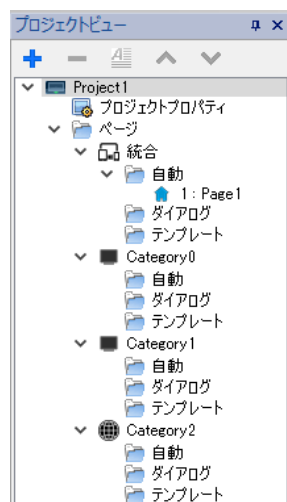 プロジェクトビュー
Project1
プロジェクトプロパティ
ページ
統合
自動
1 : Page1
ダイアログ
テンプレート
Category0
自動
ダイアログ
テンプレート
Category1
自動
ダイアログ
テンプレート
Category2
自動
ダイアログ
テンプレート